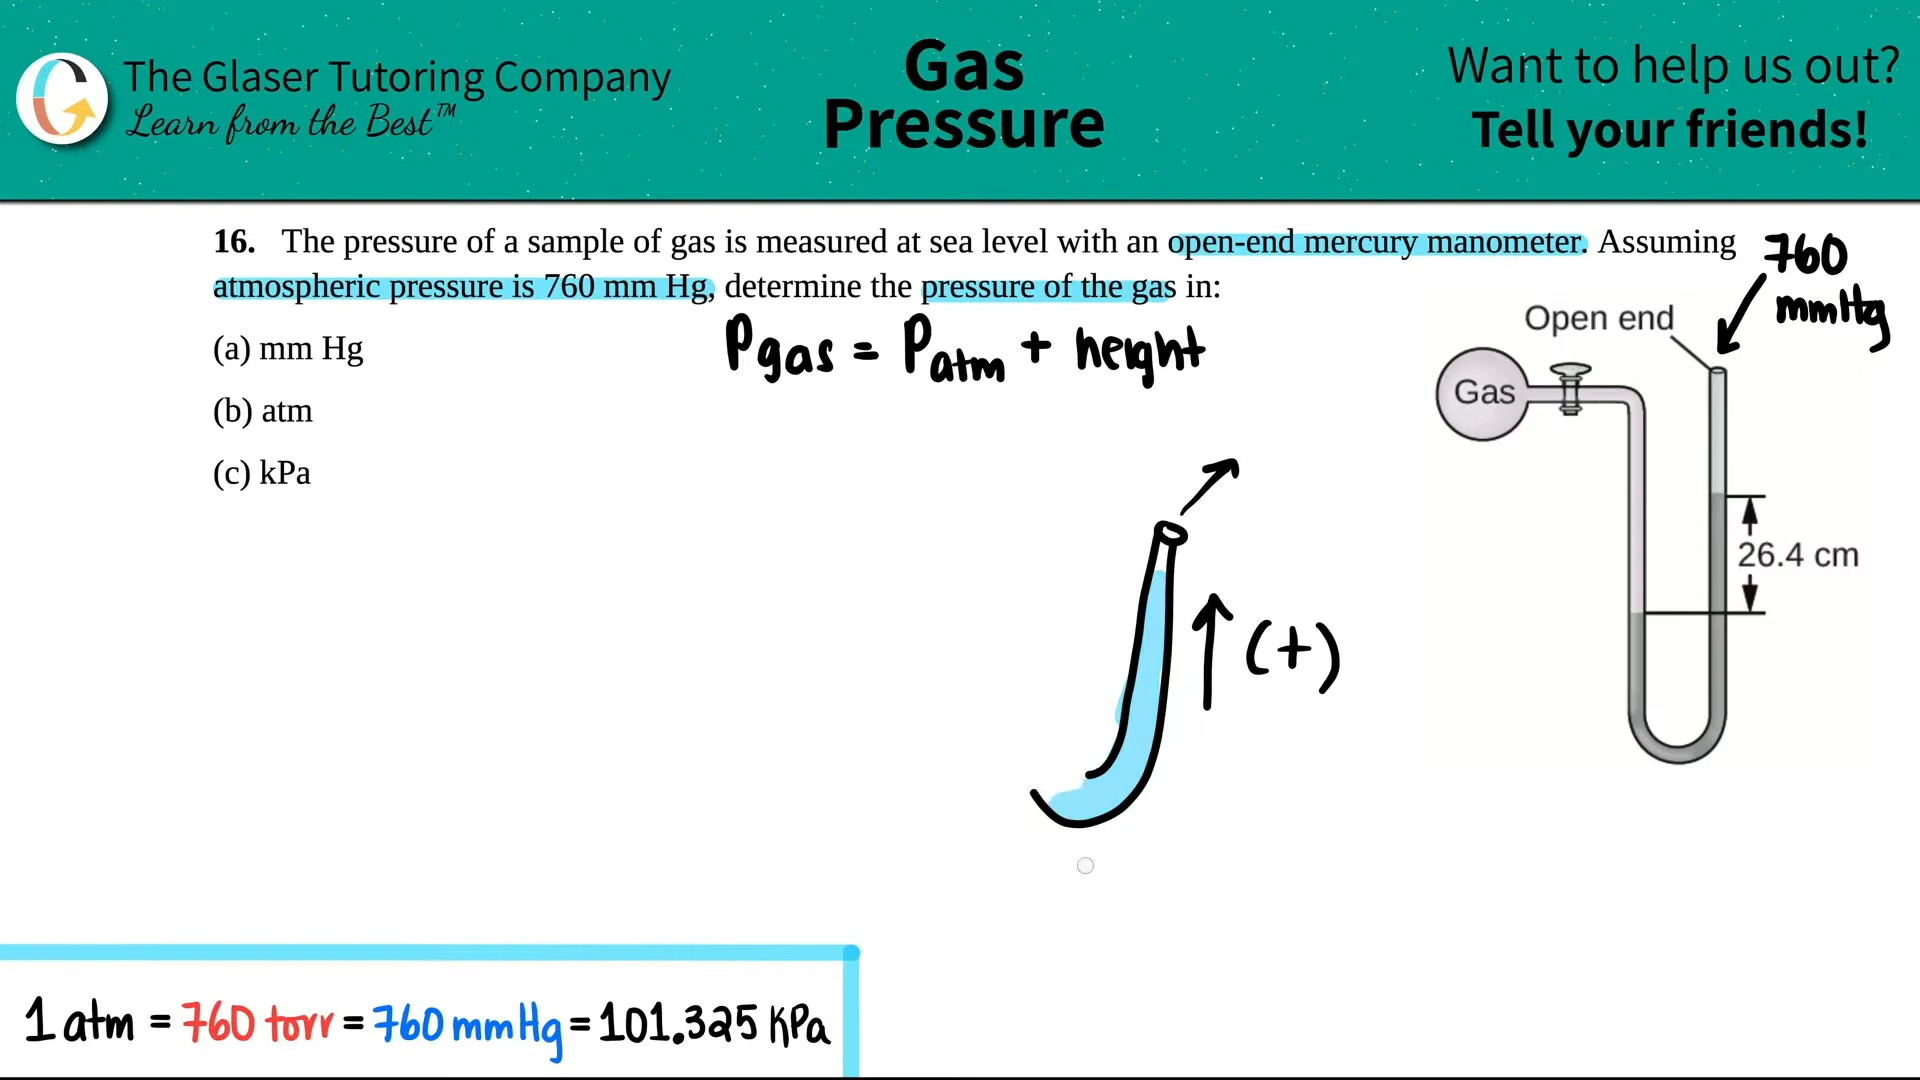 The Glaser Tutoring Company
Learn from the Best™
Gas
Pressure
Want to help us out?
Tell your friends!
16. The pressure of a sample of gas is measured at sea level with an open-end mercury manometer. Assuming
atmospheric pressure is 760 mm Hg, determine the pressure of the gas in:
(a) mm Hg
(b) atm
(c) kPa
Pgas = Patm + height
760
mmHg
Open end
Gas
26.4 cm
(+)
1 atm = 760 torr = 760 mmHg = 101.325 KPa